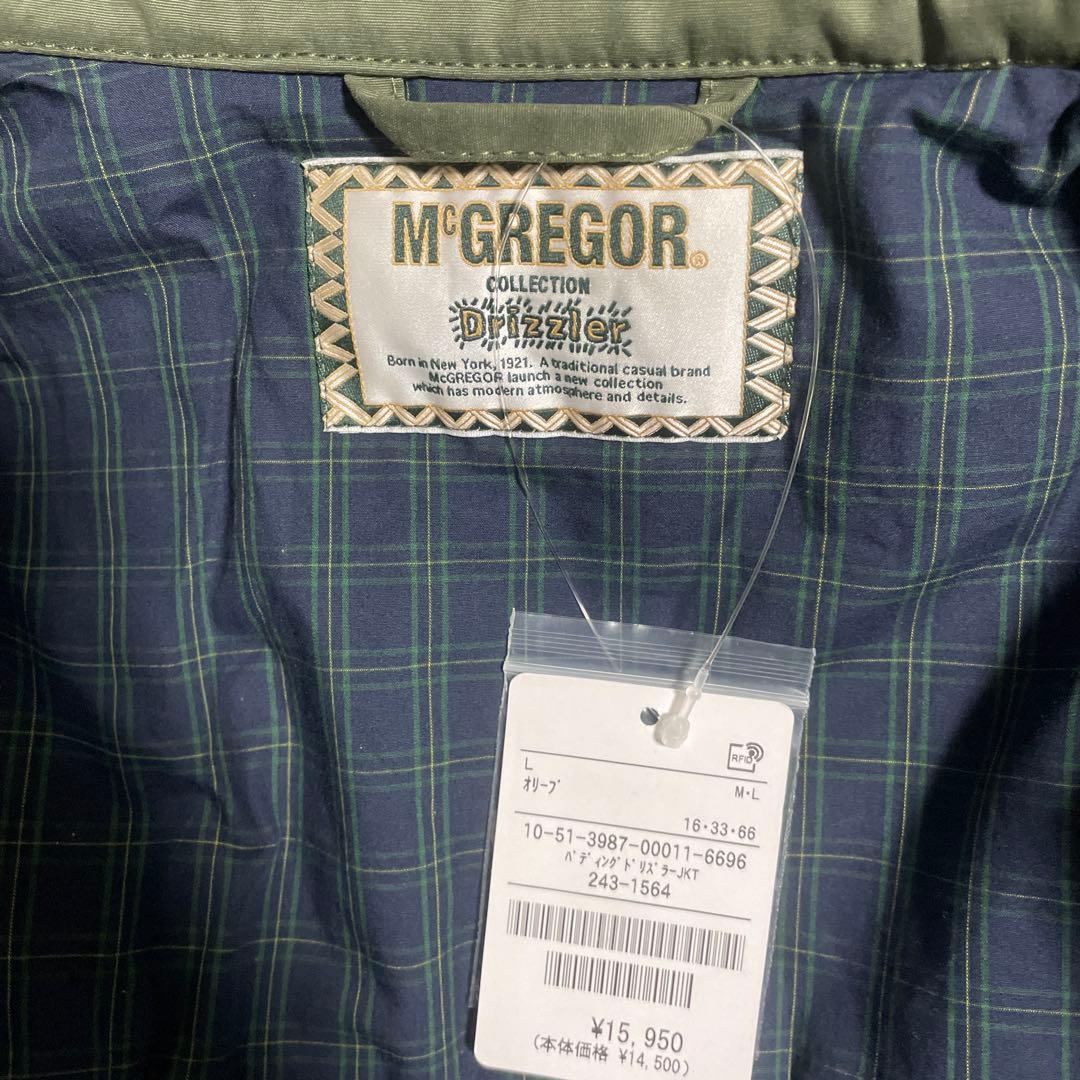 McGREGOR®
COLLECTION
Drizzler
Born in New York, 1921. A traditional casual brand
McGREGOR launch a new collection
which has modern atmosphere and details.
RFID
L
ｵﾘｰﾌﾞ
M・L
16・33・66
10-51-3987-00011-6696
ﾊﾟﾃﾞｨﾝｸﾞﾄﾞﾘｽﾞﾗｰJKT
243-1564
¥15,950
(本体価格 ¥14,500)